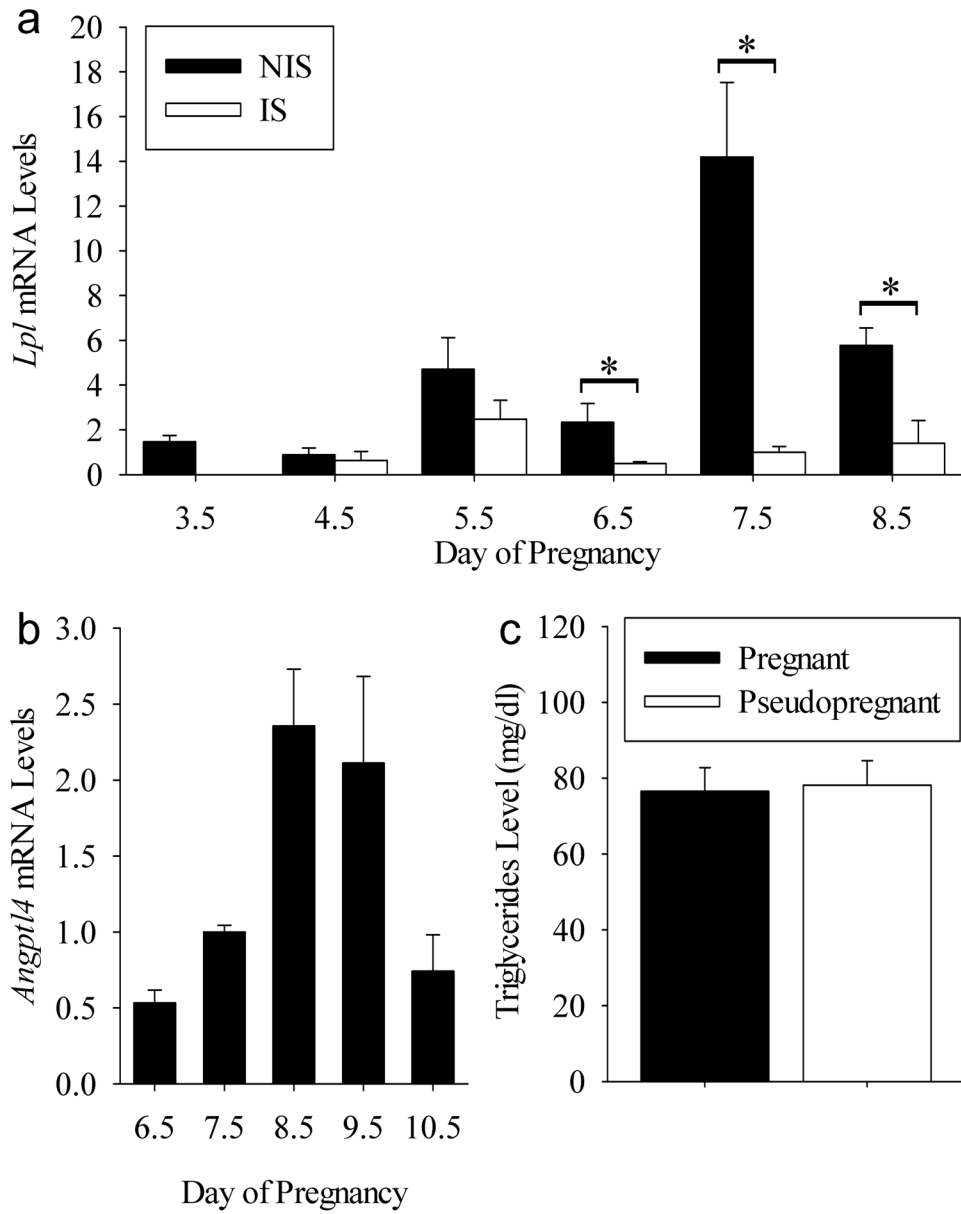 a
20
18
16
14
12
10
8
6
4
2
0
Lpl mRNA Levels
NIS
IS
*
*
*
3.5 4.5 5.5 6.5 7.5 8.5
Day of Pregnancy
b
3.0
2.5
2.0
1.5
1.0
0.5
0.0
Angptl4 mRNA Levels
6.5 7.5 8.5 9.5 10.5
Day of Pregnancy
c
120
100
80
60
40
20
0
Triglycerides Level (mg/dl)
Pregnant
Pseudopregnant